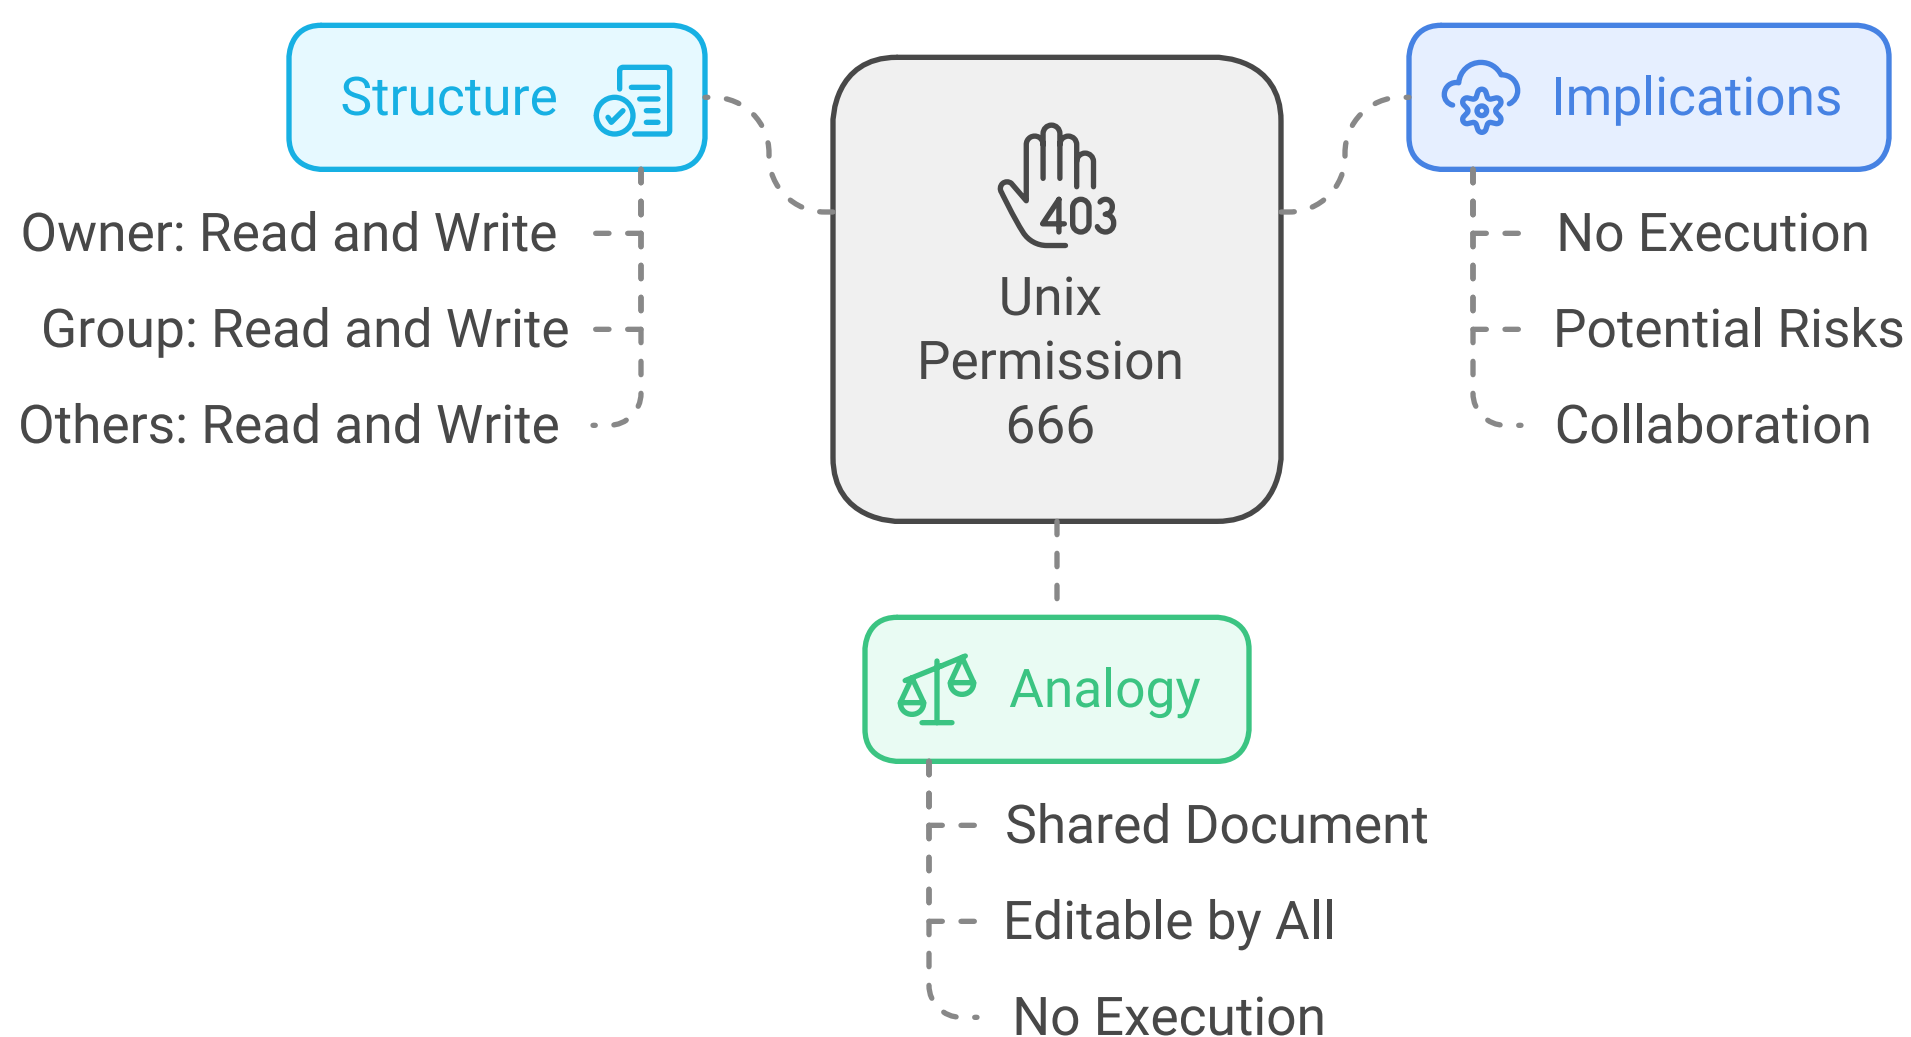 Structure
Owner: Read and Write
Group: Read and Write
Others: Read and Write
403
Unix
Permission
666
Implications
No Execution
Potential Risks
Collaboration
Analogy
Shared Document
Editable by All
No Execution